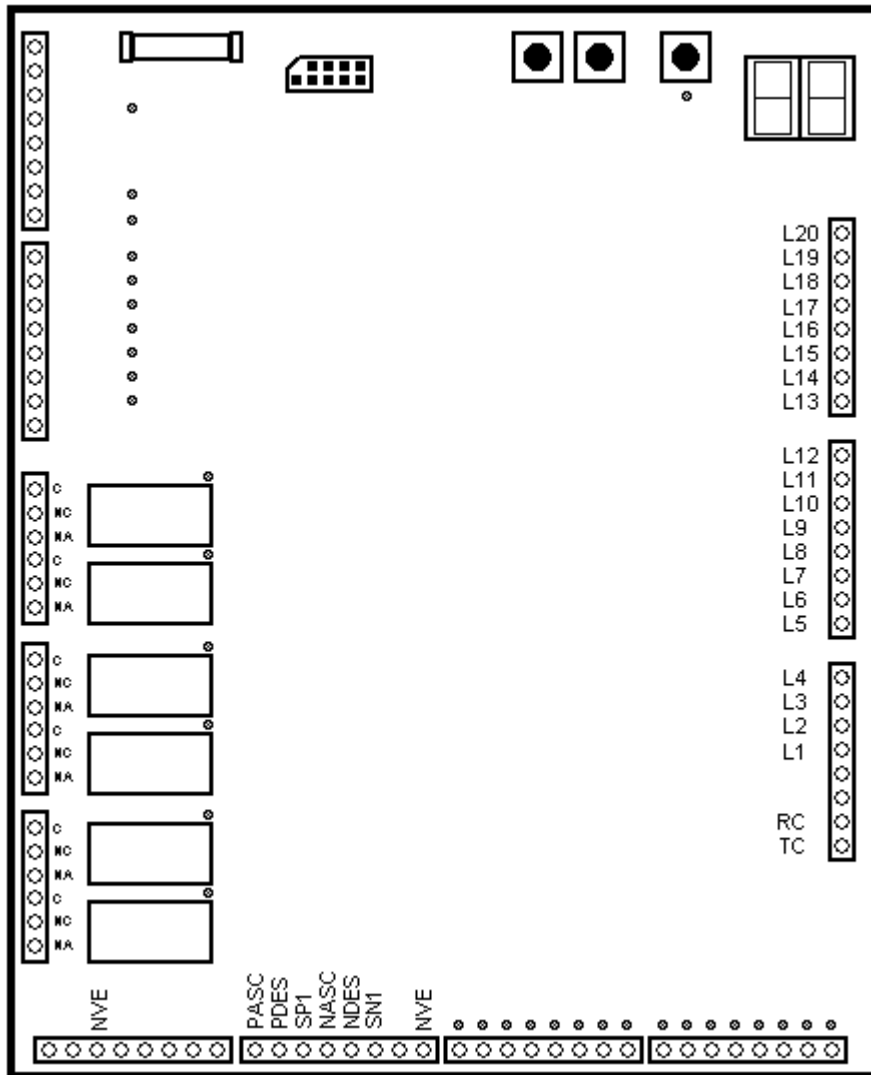 L20
L19
L18
L17
L16
L15
L14
L13
L12
L11
L10
L9
L8
L7
L6
L5
L4
L3
L2
L1
RC
TC
C
NC
NA
C
NC
NA
C
NC
NA
C
NC
NA
C
NC
NA
C
NC
NA
NVE
PASC
PDES
SP1
NASC
NDES
SN1
NVE